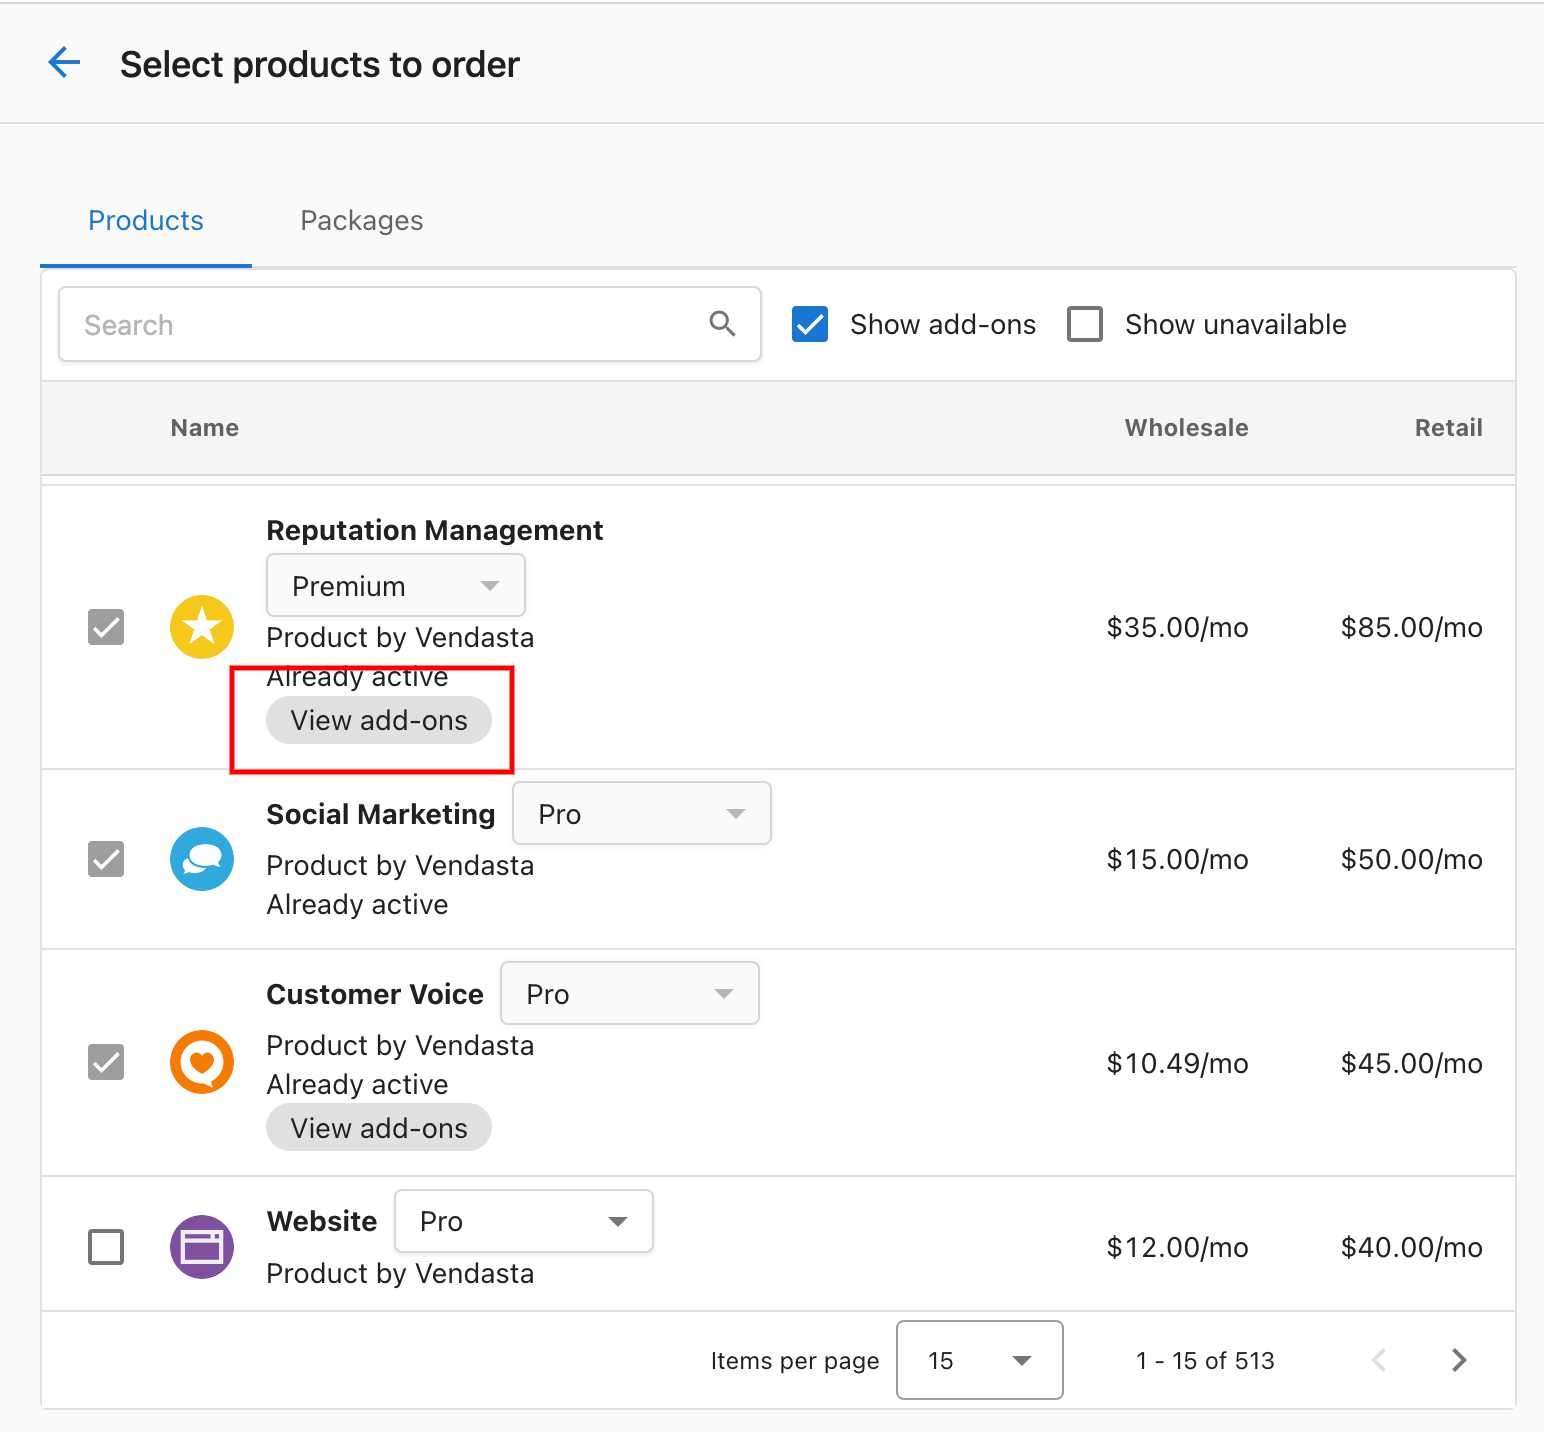 Select products to order
Products Packages
Search Show add-ons Show unavailable
Name Wholesale Retail
Reputation Management
Premium
Product by Vendasta
Already active
View add-ons
$35.00/mo $85.00/mo
Social Marketing Pro
Product by Vendasta
Already active
$15.00/mo $50.00/mo
Customer Voice Pro
Product by Vendasta
Already active
View add-ons
$10.49/mo $45.00/mo
Website Pro
Product by Vendasta
$12.00/mo $40.00/mo
Items per page 15 1 - 15 of 513